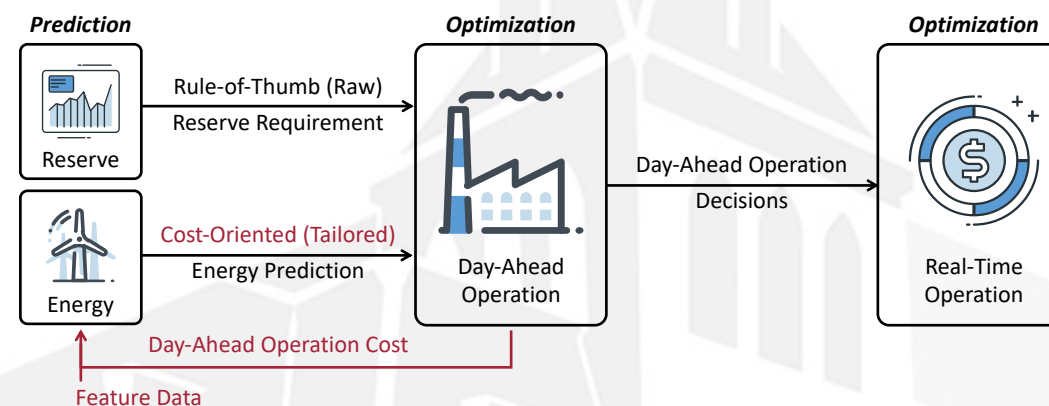 Prediction
Optimization
Optimization
Reserve
Rule-of-Thumb (Raw)
Reserve Requirement
Energy
Cost-Oriented (Tailored)
Energy Prediction
Day-Ahead
Operation
Day-Ahead Operation
Decisions
$
Real-Time
Operation
Day-Ahead Operation Cost
Feature Data